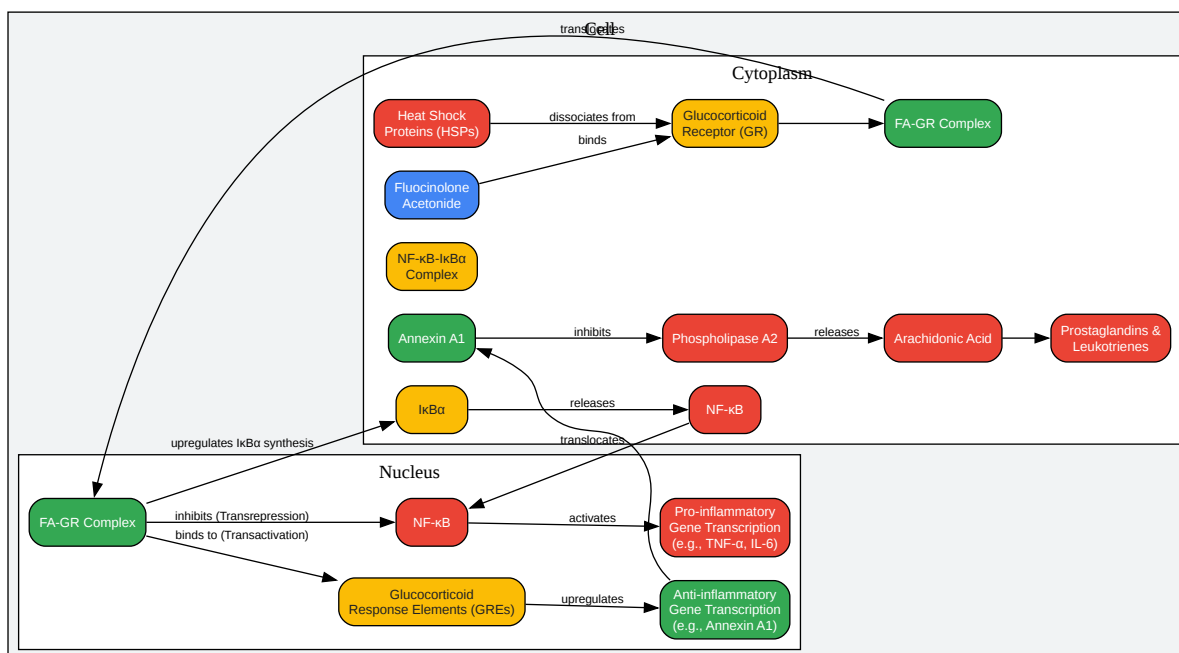 translocates
Cell
Cytoplasm
Heat Shock
Proteins (HSPs)
dissociates from
Glucocorticoid
Receptor (GR)
FA-GR Complex
binds
Fluocinolone
Acetonide
NF-κB-IκBα
Complex
Annexin A1
inhibits
Phospholipase A2
releases
Arachidonic Acid
Prostaglandins &
Leukotrienes
IκBα
releases
NF-κB
upregulates IκBα synthesis
translocates
Nucleus
FA-GR Complex
inhibits (Transrepression)
binds to (Transactivation)
NF-κB
activates
Pro-inflammatory
Gene Transcription
(e.g., TNF-α, IL-6)
Glucocorticoid
Response Elements (GREs)
upregulates
Anti-inflammatory
Gene Transcription
(e.g., Annexin A1)